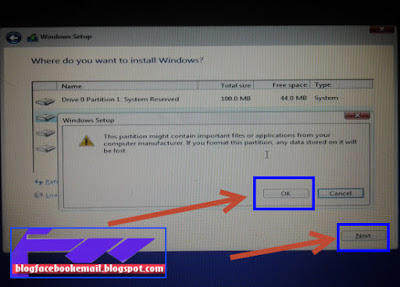 Windows Setup
Where do you want to install Windows?
Name Total size Free space Type
Drive 0 Partition 1: System Reserved 100.0 MB 44.0 MB System
Windows Setup
This partition might contain important files or applications from your
computer manufacturer. If you format this partition, any data stored on it will
be lost.
OK Cancel
Next
blogfacebookemail.blogspot.com